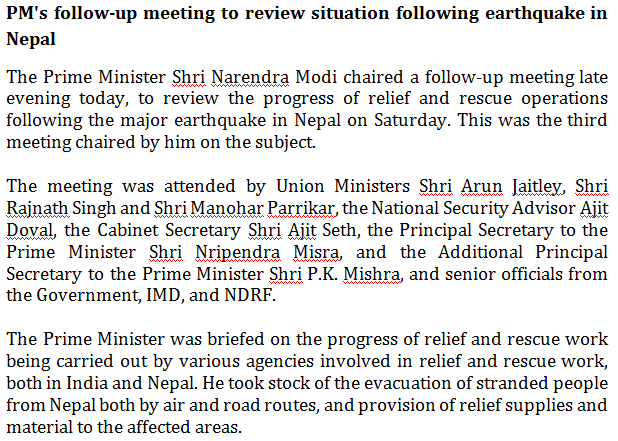 PM's follow-up meeting to review situation following earthquake in
Nepal
The Prime Minister Shri Narendra Modi chaired a follow-up meeting late
evening today, to review the progress of relief and rescue operations
following the major earthquake in Nepal on Saturday. This was the third
meeting chaired by him on the subject.
The meeting was attended by Union Ministers Shri Arun Jaitley, Shri
Rajnath Singh and Shri Manohar Parrikar, the National Security Advisor Ajit
Doval, the Cabinet Secretary Shri Ajit Seth, the Principal Secretary to the
Prime Minister Shri Nripendra Misra, and the Additional Principal
Secretary to the Prime Minister Shri P.K. Mishra, and senior officials from
the Government, IMD, and NDRF.
The Prime Minister was briefed on the progress of relief and rescue work
being carried out by various agencies involved in relief and rescue work,
both in India and Nepal. He took stock of the evacuation of stranded people
from Nepal both by air and road routes, and provision of relief supplies and
material to the affected areas.